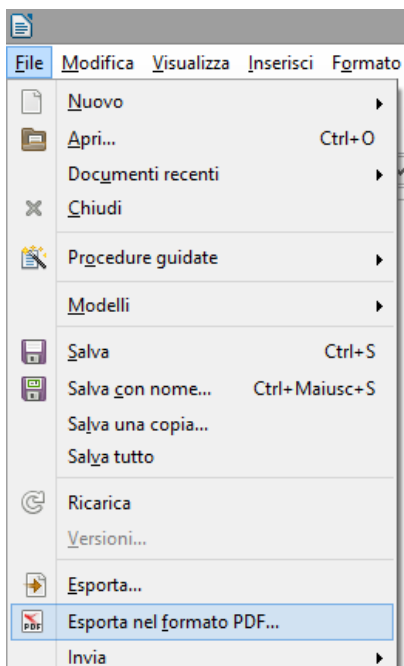 File Modifica Visualizza Inserisci Formato
Nuovo
Apri... Ctrl+O
Documenti recenti
Chiudi
Procedure guidate
Modelli
Salva Ctrl+S
Salva con nome... Ctrl+Maiusc+S
Salva una copia...
Salva tutto
Ricarica
Versioni...
Esporta...
PDF Esporta nel formato PDF...
Invia